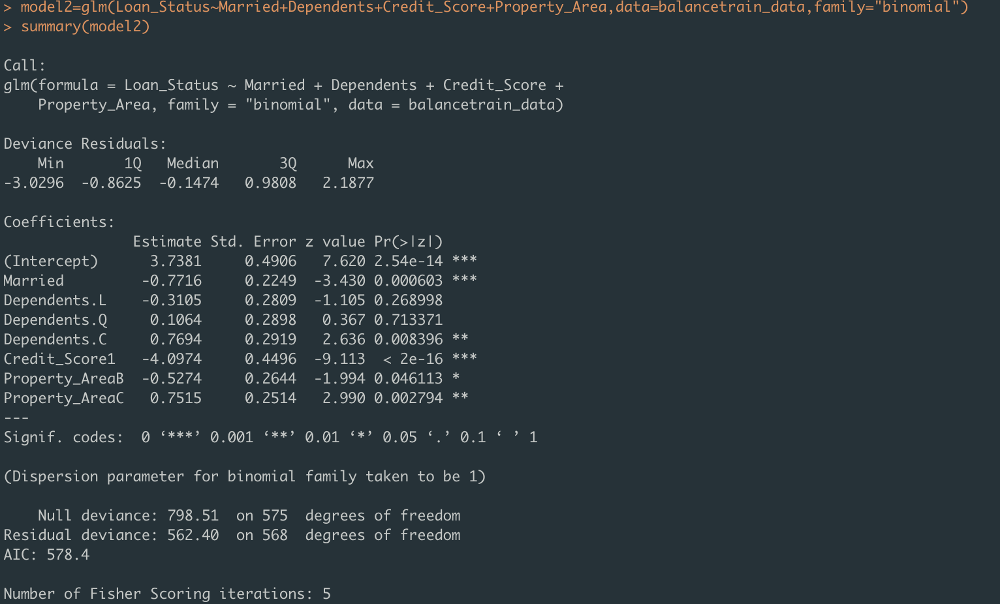 > model2=glm(Loan_Status~Married+Dependents+Credit_Score+Property_Area,data=balancetrain_data,family="binomial")
> summary(model2)
Call:
glm(formula = Loan_Status ~ Married + Dependents + Credit_Score +
    Property_Area, family = "binomial", data = balancetrain_data)
Deviance Residuals:
    Min       1Q   Median       3Q      Max
-3.0296  -0.8625  -0.1474   0.9808   2.1877
Coefficients:
               Estimate Std. Error z value Pr(>|z|)
(Intercept)      3.7381     0.4906   7.620 2.54e-14 ***
Married         -0.7716     0.2249  -3.430 0.000603 ***
Dependents.L    -0.3105     0.2809  -1.105 0.268998
Dependents.Q     0.1064     0.2898   0.367 0.713371
Dependents.C     0.7694     0.2919   2.636 0.008396 **
Credit_Score1   -4.0974     0.4496  -9.113  < 2e-16 ***
Property_AreaB  -0.5274     0.2644  -1.994 0.046113 *
Property_AreaC   0.7515     0.2514   2.990 0.002794 **
---
Signif. codes:  0 ‘***’ 0.001 ‘**’ 0.01 ‘*’ 0.05 ‘.’ 0.1 ‘ ’ 1
(Dispersion parameter for binomial family taken to be 1)
    Null deviance: 798.51  on 575  degrees of freedom
Residual deviance: 562.40  on 568  degrees of freedom
AIC: 578.4
Number of Fisher Scoring iterations: 5